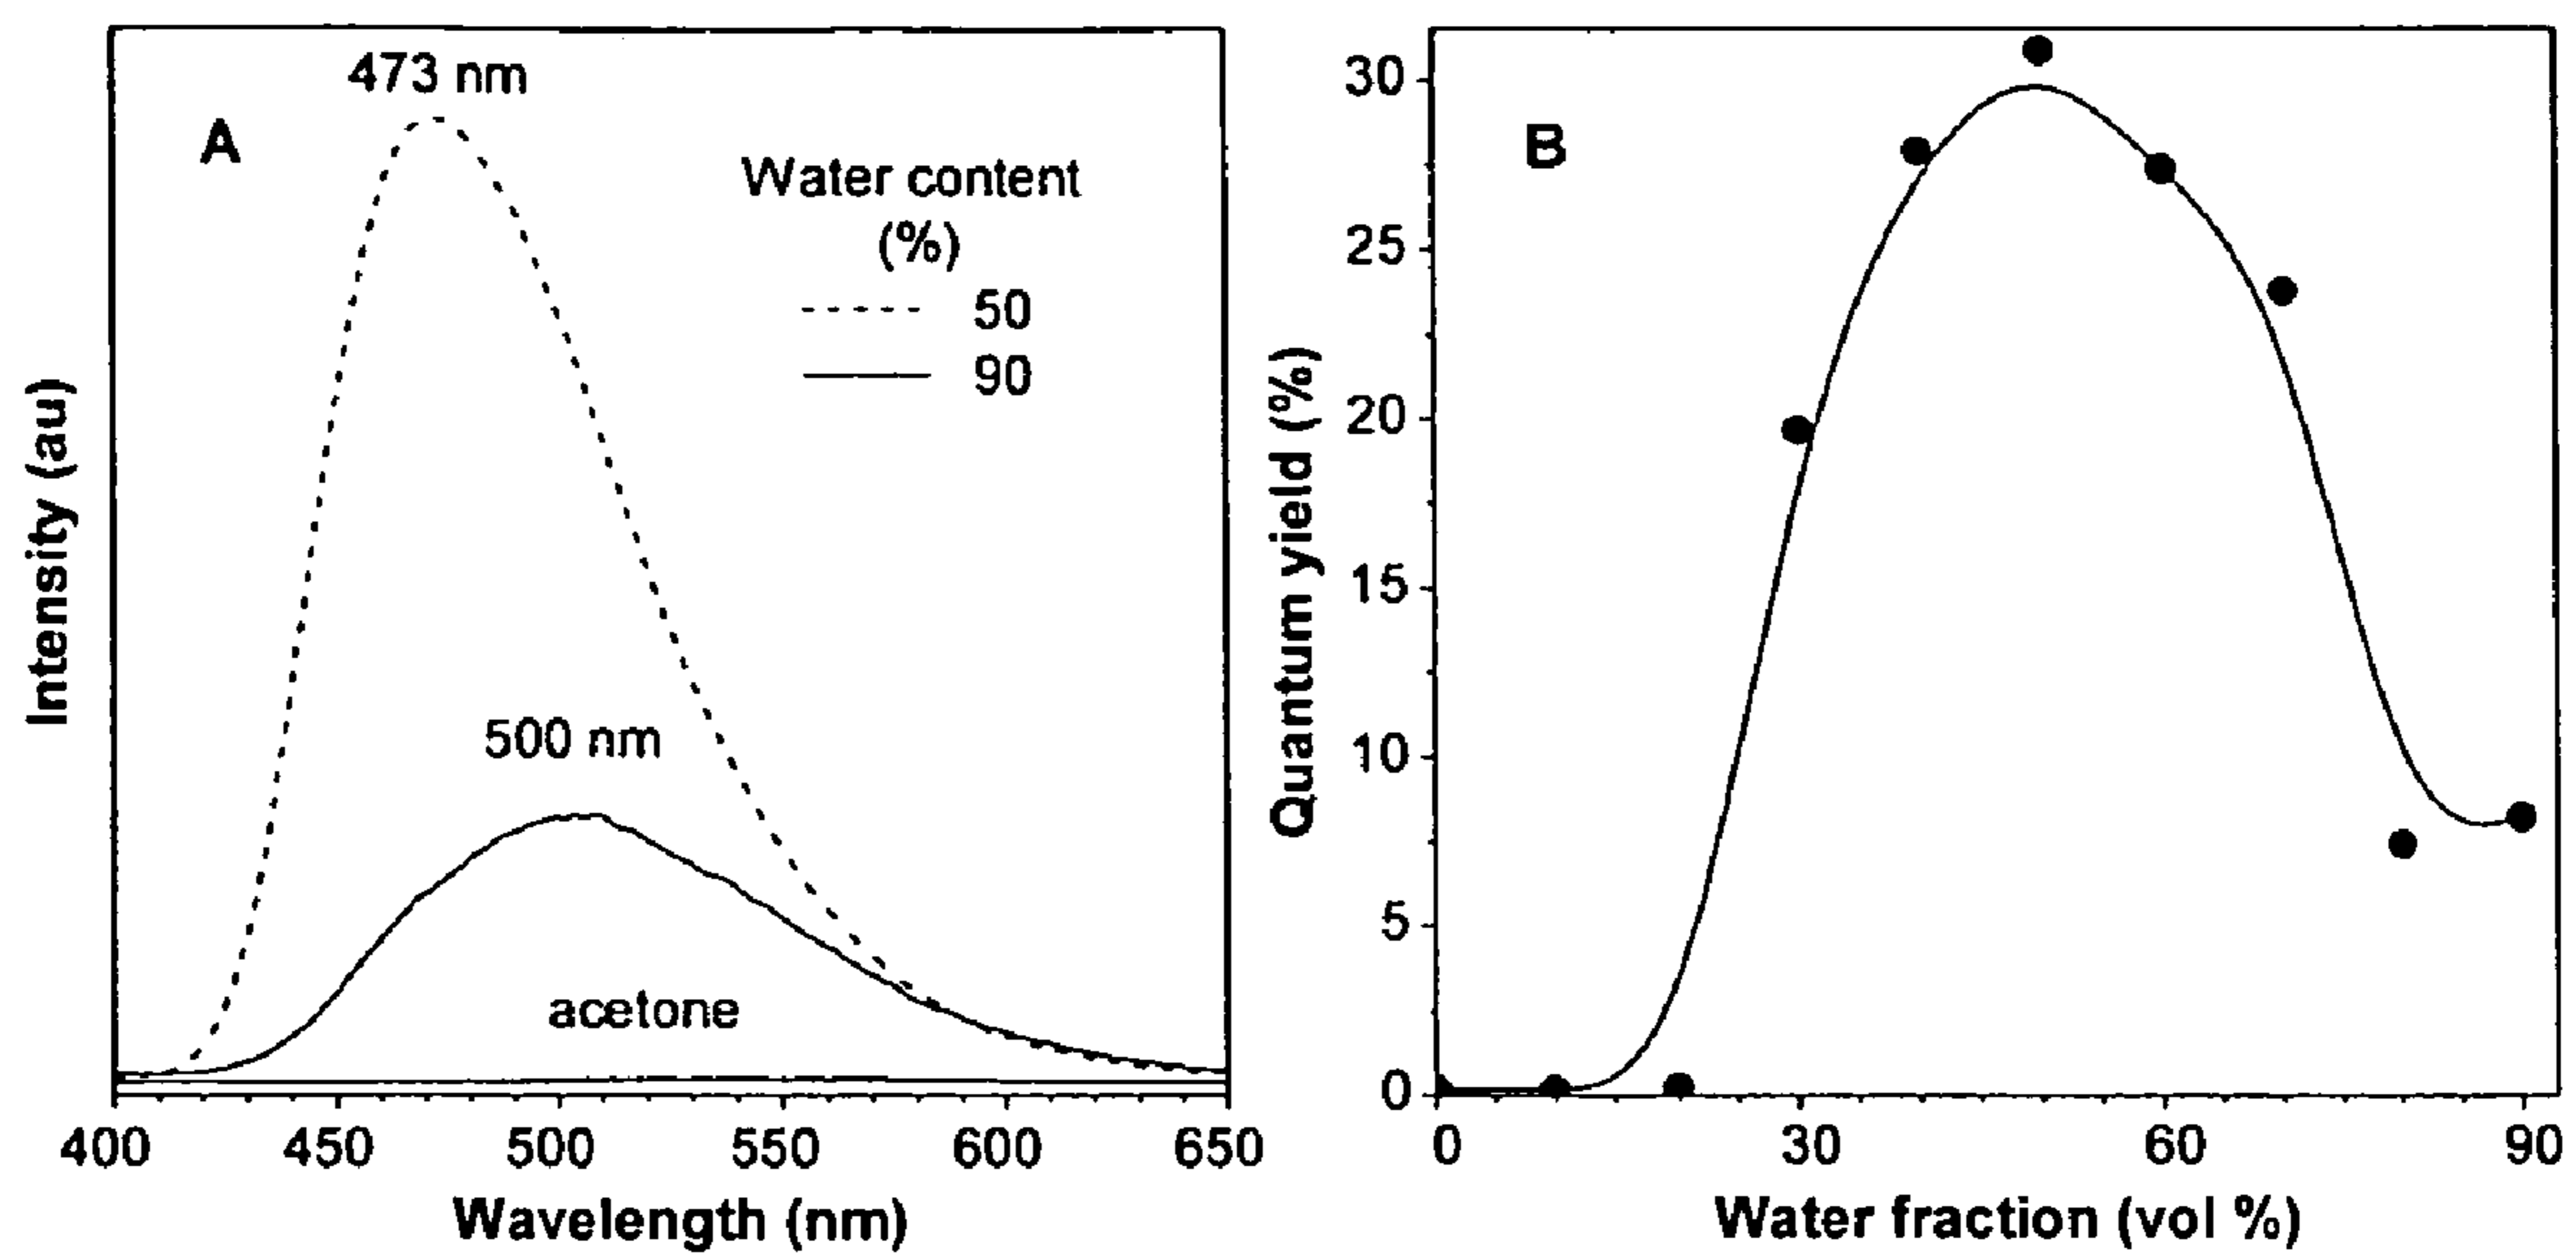 473 nm
A
Water content
(%)
50
90
500 nm
acetone
Intensity (au)
400 450 500 550 600 650
Wavelength (nm)
B
30
25
20
15
10
5
0
Quantum yield (%)
0 30 60 90
Water fraction (vol %)